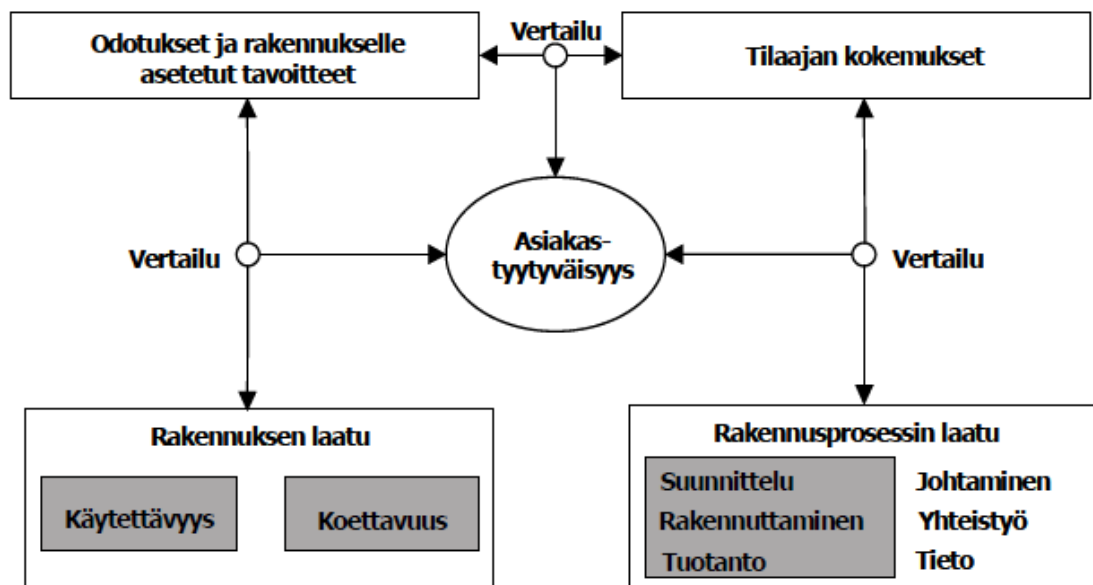 Odotukset ja rakennukselle
asetetut tavoitteet
Vertailu
Tilaajan kokemukset
Vertailu
Asiakas-
tyytyväisyys
Vertailu
Rakennuksen laatu
Käytettävyys
Koettavuus
Rakennusprosessin laatu
Suunnittelu
Johtaminen
Rakennuttaminen
Yhteistyö
Tuotanto
Tieto